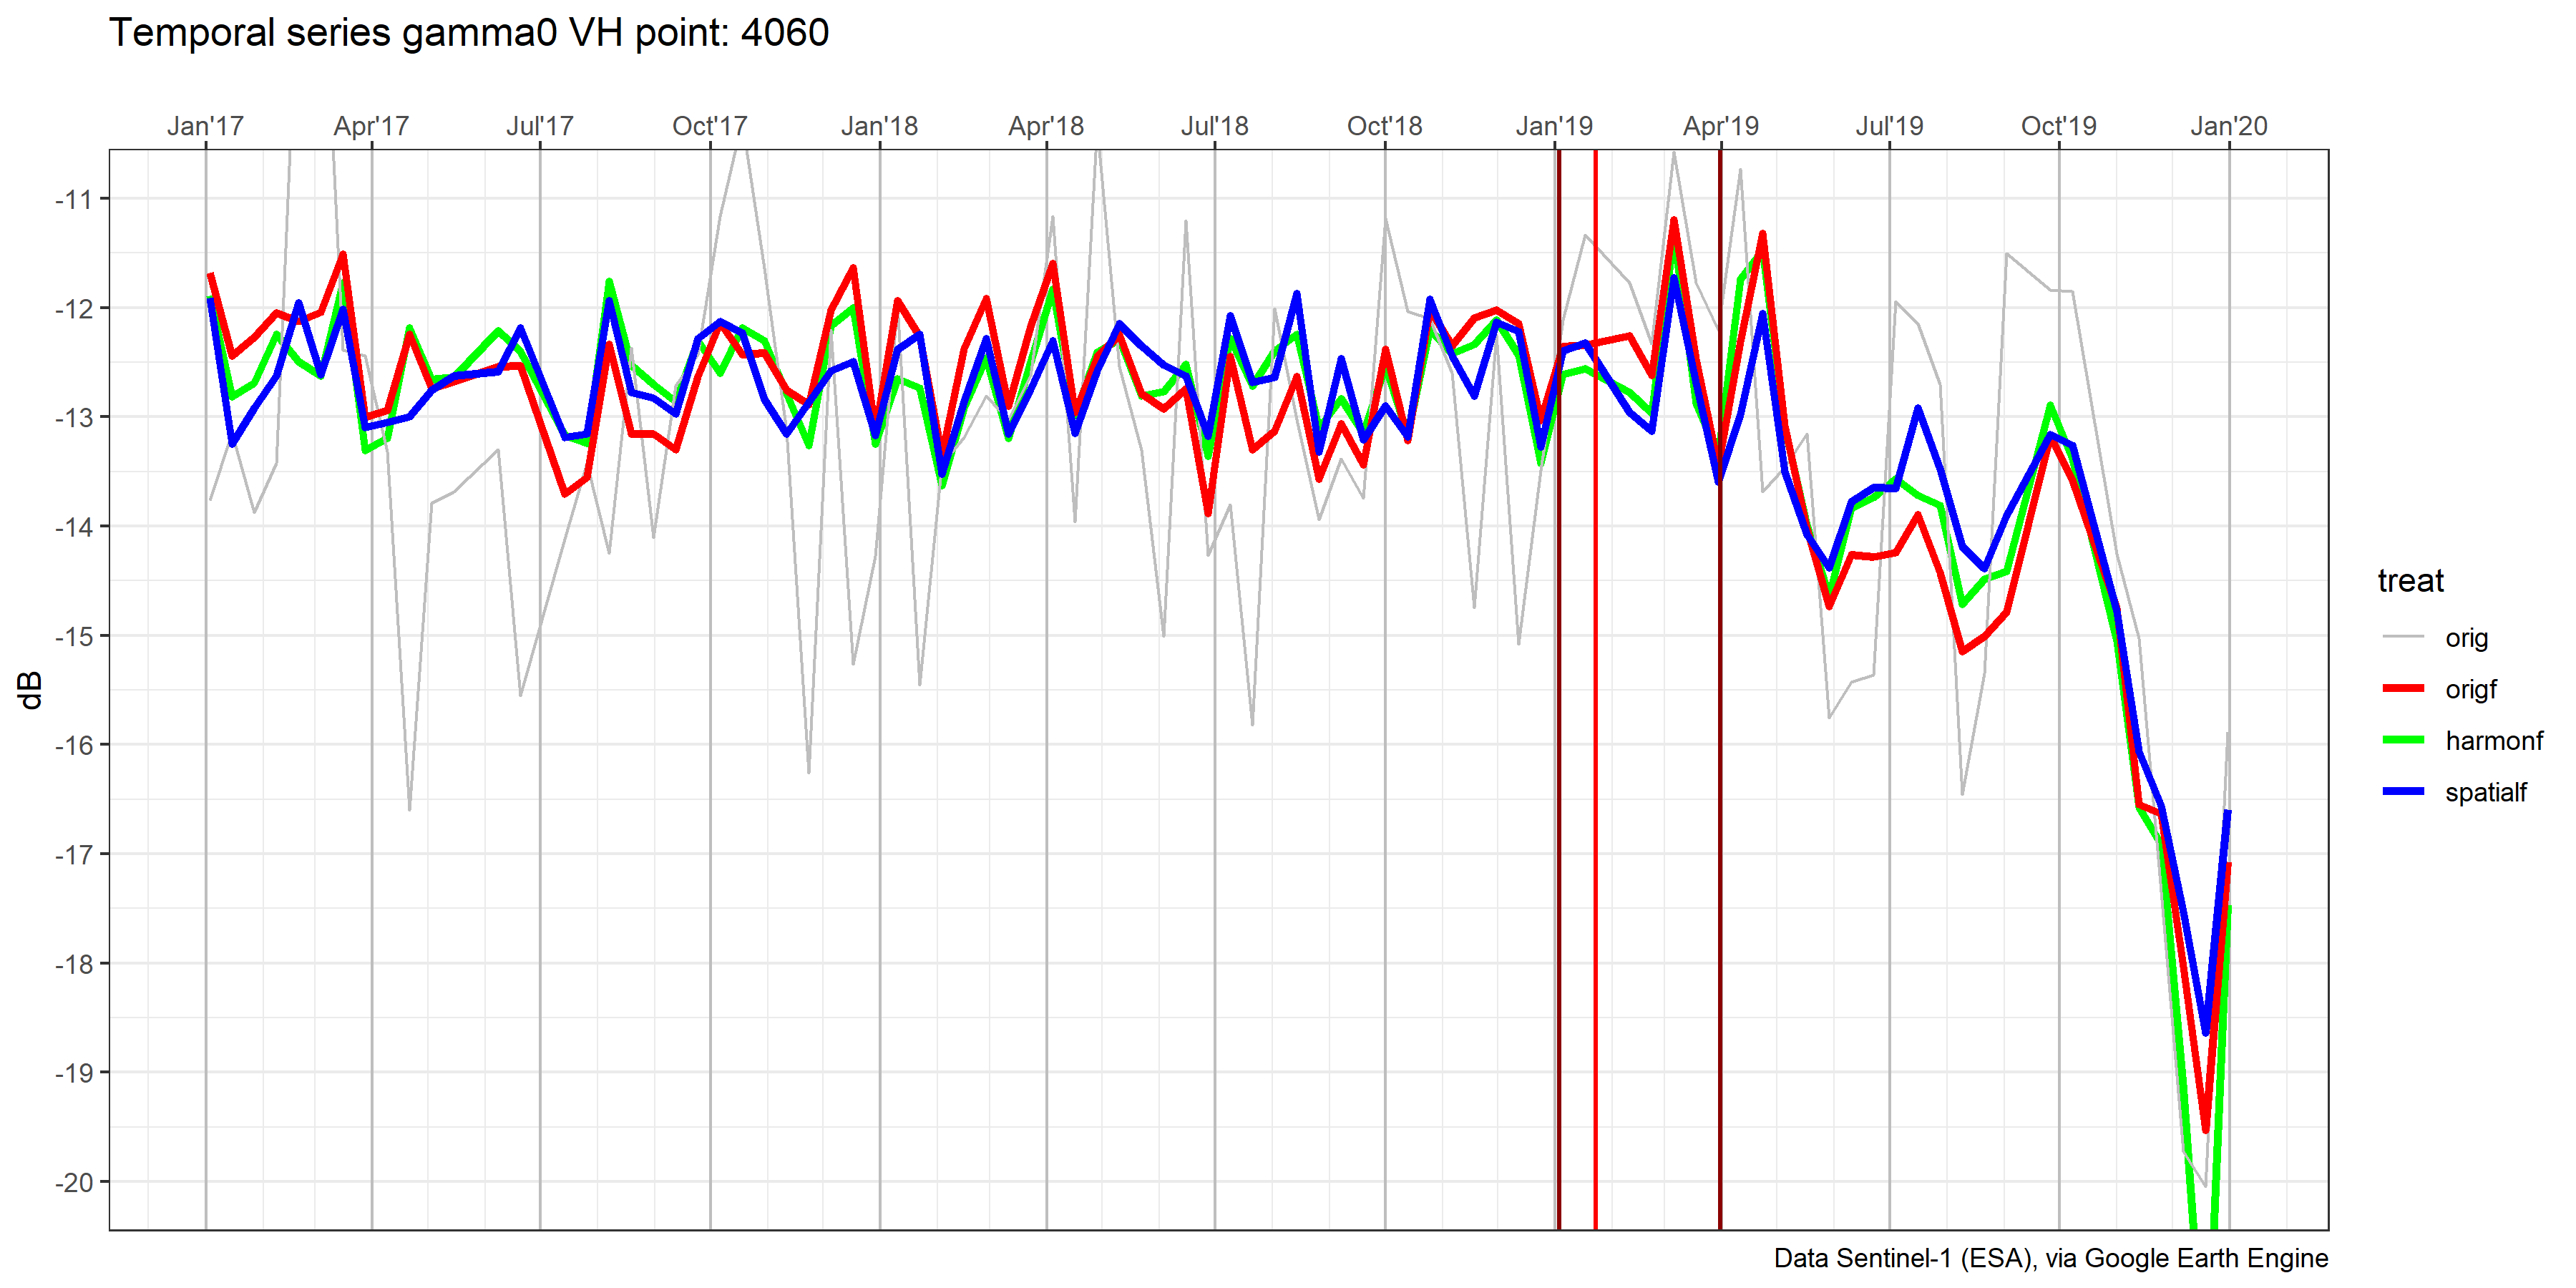 Temporal series gamma0 VH point: 4060
Jan'17 Apr'17 Jul'17 Oct'17 Jan'18 Apr'18 Jul'18 Oct'18 Jan'19 Apr'19 Jul'19 Oct'19 Jan'20
-11
-12
-13
-14
-15
-16
-17
-18
-19
-20
dB
treat
orig
origf
harmonf
spatialf
Data Sentinel-1 (ESA), via Google Earth Engine